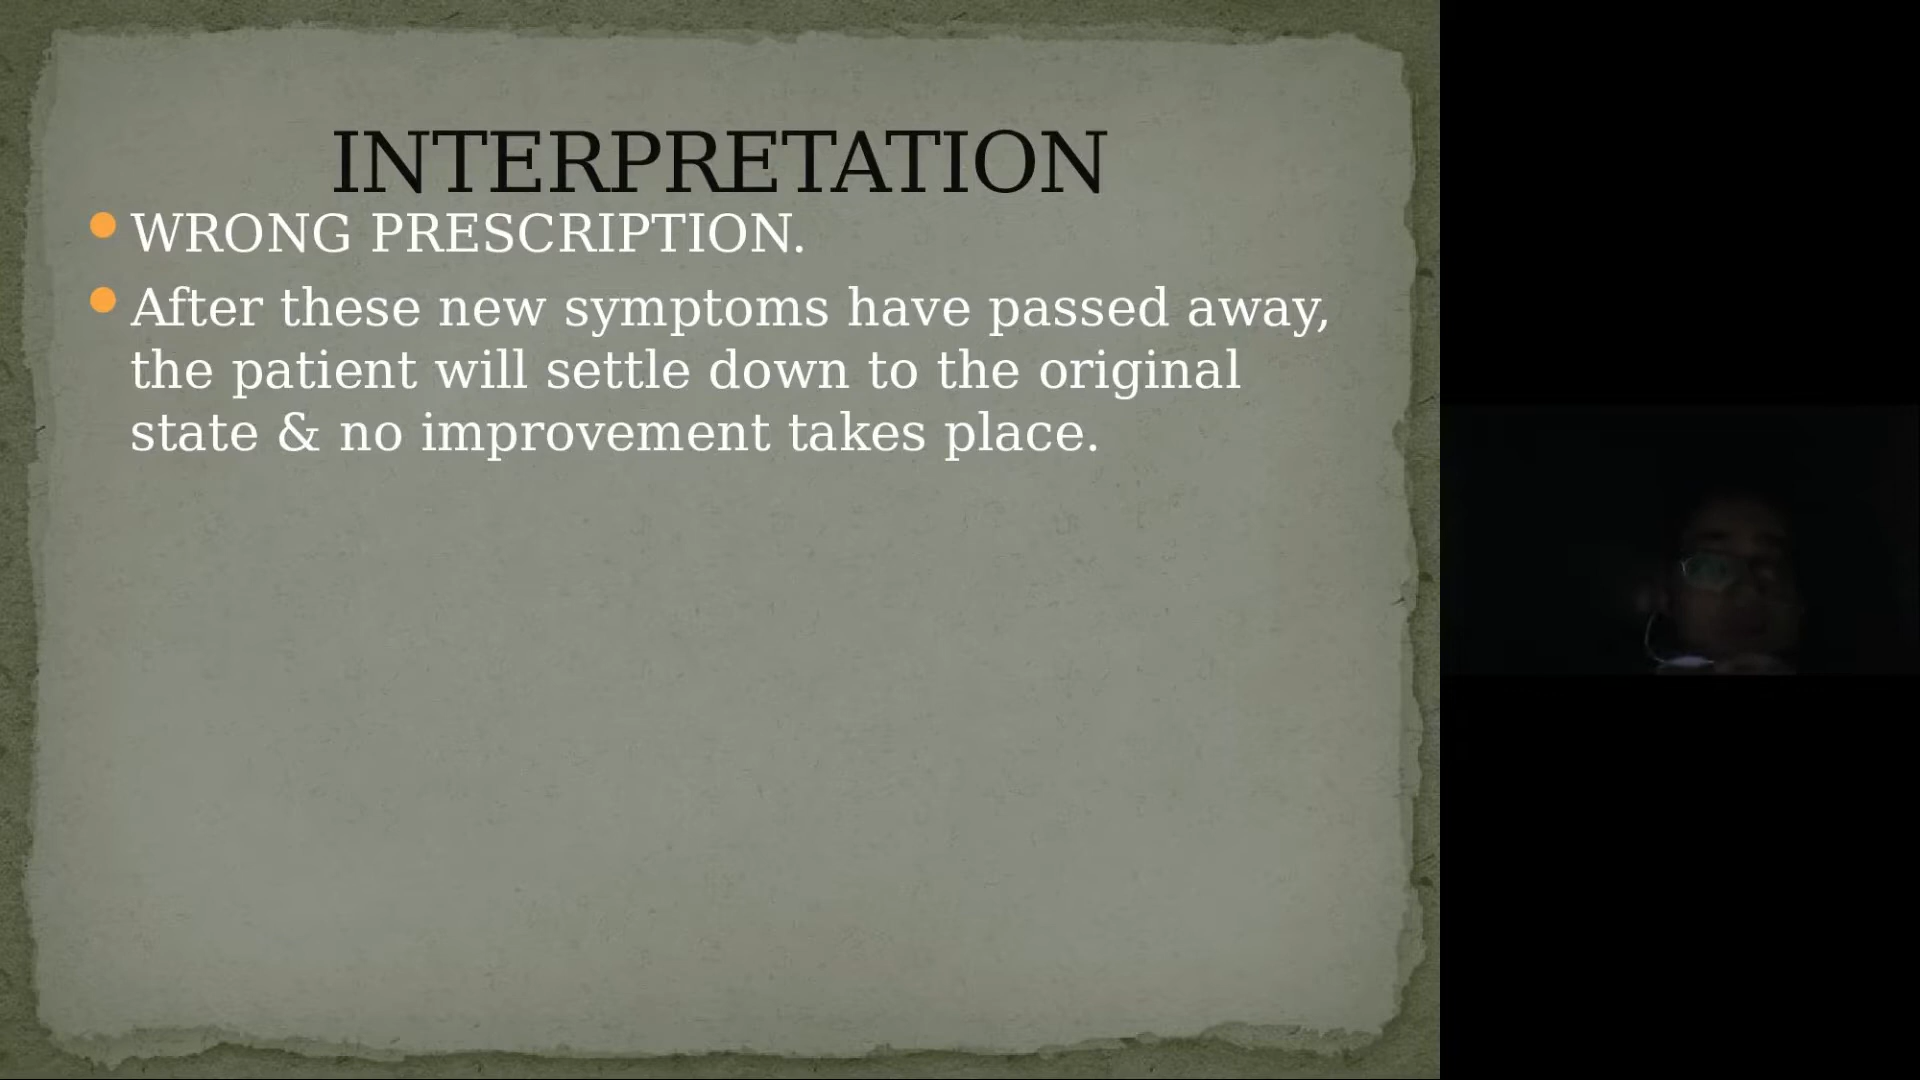 INTERPRETATION
WRONG PRESCRIPTION.
After these new symptoms have passed away,
the patient will settle down to the original
state & no improvement takes place.